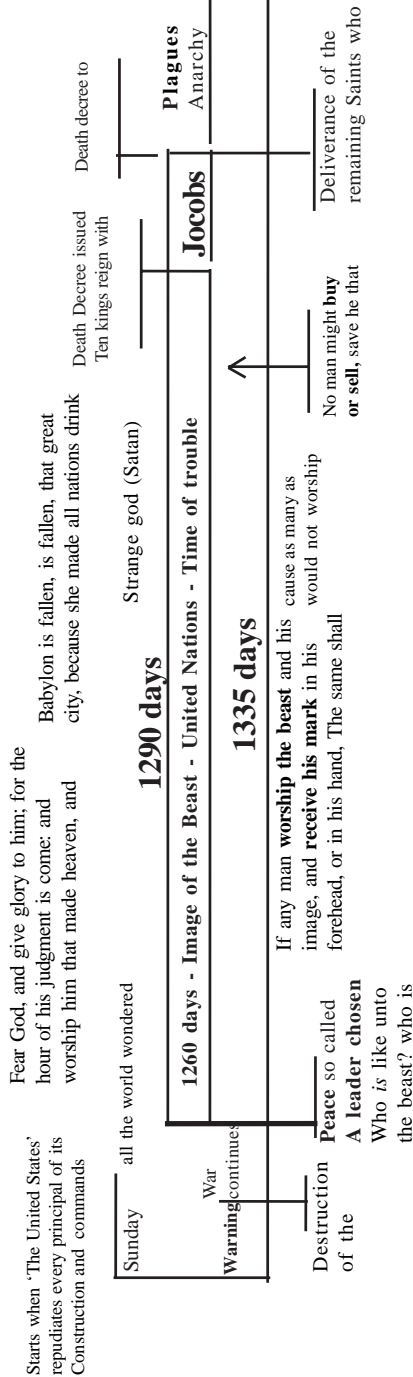 Starts when ‘The United States’
repudiates every principal of its
Construction and commands
Fear God, and give glory to him; for the
hour of his judgment is come: and
worship him that made heaven, and
Babylon is fallen, is fallen, that great
city, because she made all nations drink
Death Decree issued
Ten kings reign with
Death decree to
Sunday
all the world wondered
Strange god (Satan)
1290 days
War
Warning continues
1260 days - Image of the Beast - United Nations - Time of trouble
Jocobs
Plagues
Anarchy
1335 days
Destruction
of the
Peace so called
A leader chosen
Who is like unto
the beast? who is
If any man worship the beast and his
image, and receive his mark in his
forehead, or in his hand, The same shall
cause as many as
would not worship
No man might buy
or sell, save he that
Deliverance of the
remaining Saints who